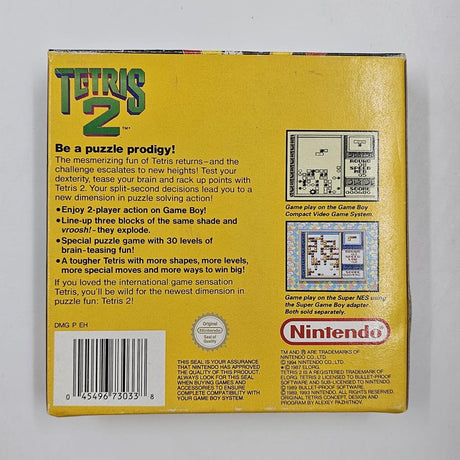 TETRIS
2™
Be a puzzle prodigy!
The mesmerizing fun of Tetris returns–and the
challenge escalates to new heights! Test your
dexterity, tease your brain and rack up points with
Tetris 2. Your split-second decisions lead you to a
new dimension in puzzle solving action!
• Enjoy 2-player action on Game Boy!
• Line-up three blocks of the same shade and
vroosh!–they explode.
• Special puzzle game with 30 levels of
brain-teasing fun!
• A tougher Tetris with more shapes, more levels,
more special moves and more ways to win big!
If you loved the international game sensation
Tetris, you'll be wild for the newest dimension in
puzzle fun: Tetris 2!
DMG P EH
0 45496 73033 8
Original
Nintendo
Seal of Quality
THIS SEAL IS YOUR ASSURANCE
THAT NINTENDO HAS APPROVED
THE QUALITY OF THIS PRODUCT.
ALWAYS LOOK FOR THIS SEAL
WHEN BUYING GAMES AND
ACCESSORIES TO ENSURE
COMPLETE COMPATIBILITY WITH
YOUR GAME BOY SYSTEM.
ROUND
SPEED
SCORE
Game play on the Game Boy
Compact Video Game System.
Game play on the Super NES using
the Super Game Boy adapter.
Both sold separately.
Nintendo
TM AND ® ARE TRADEMARKS OF
NINTENDO CO., LTD.
© 1994 NINTENDO CO., LTD.
© 1987 ELORG.
TETRIS 2 IS A REGISTERED TRADEMARK OF
ELORG. TETRIS 2 LICENSED TO BULLET-PROOF
SOFTWARE AND SUB-LICENSED TO NINTENDO.
© 1989 BULLET-PROOF SOFTWARE.
© 1989, 1993 NINTENDO. ALL RIGHTS RESERVED.
ORIGINAL TETRIS CONCEPT, DESIGN AND
PROGRAM BY ALEXEY PAZHITNOV.